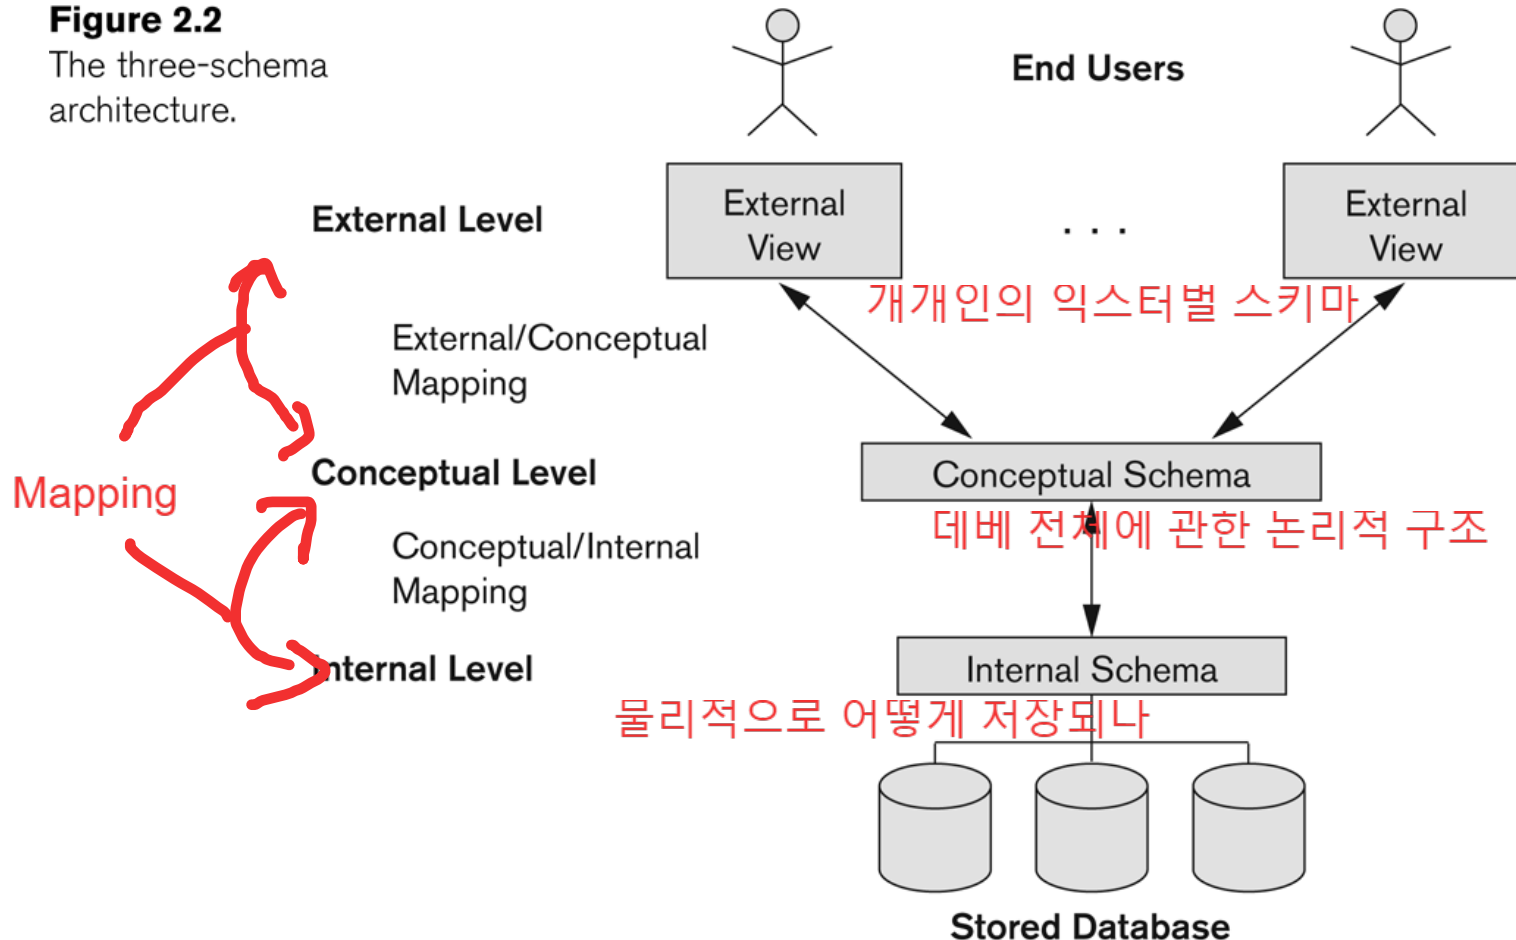 Figure 2.2
The three-schema
architecture.
End Users
External Level
External
View
. . .
External
View
개개인의 익스터벌 스키마
External/Conceptual
Mapping
Mapping
Conceptual Level
Conceptual Schema
데베 전체에 관한 논리적 구조
Conceptual/Internal
Mapping
Internal Level
Internal Schema
물리적으로 어떻게 저장되나
Stored Database